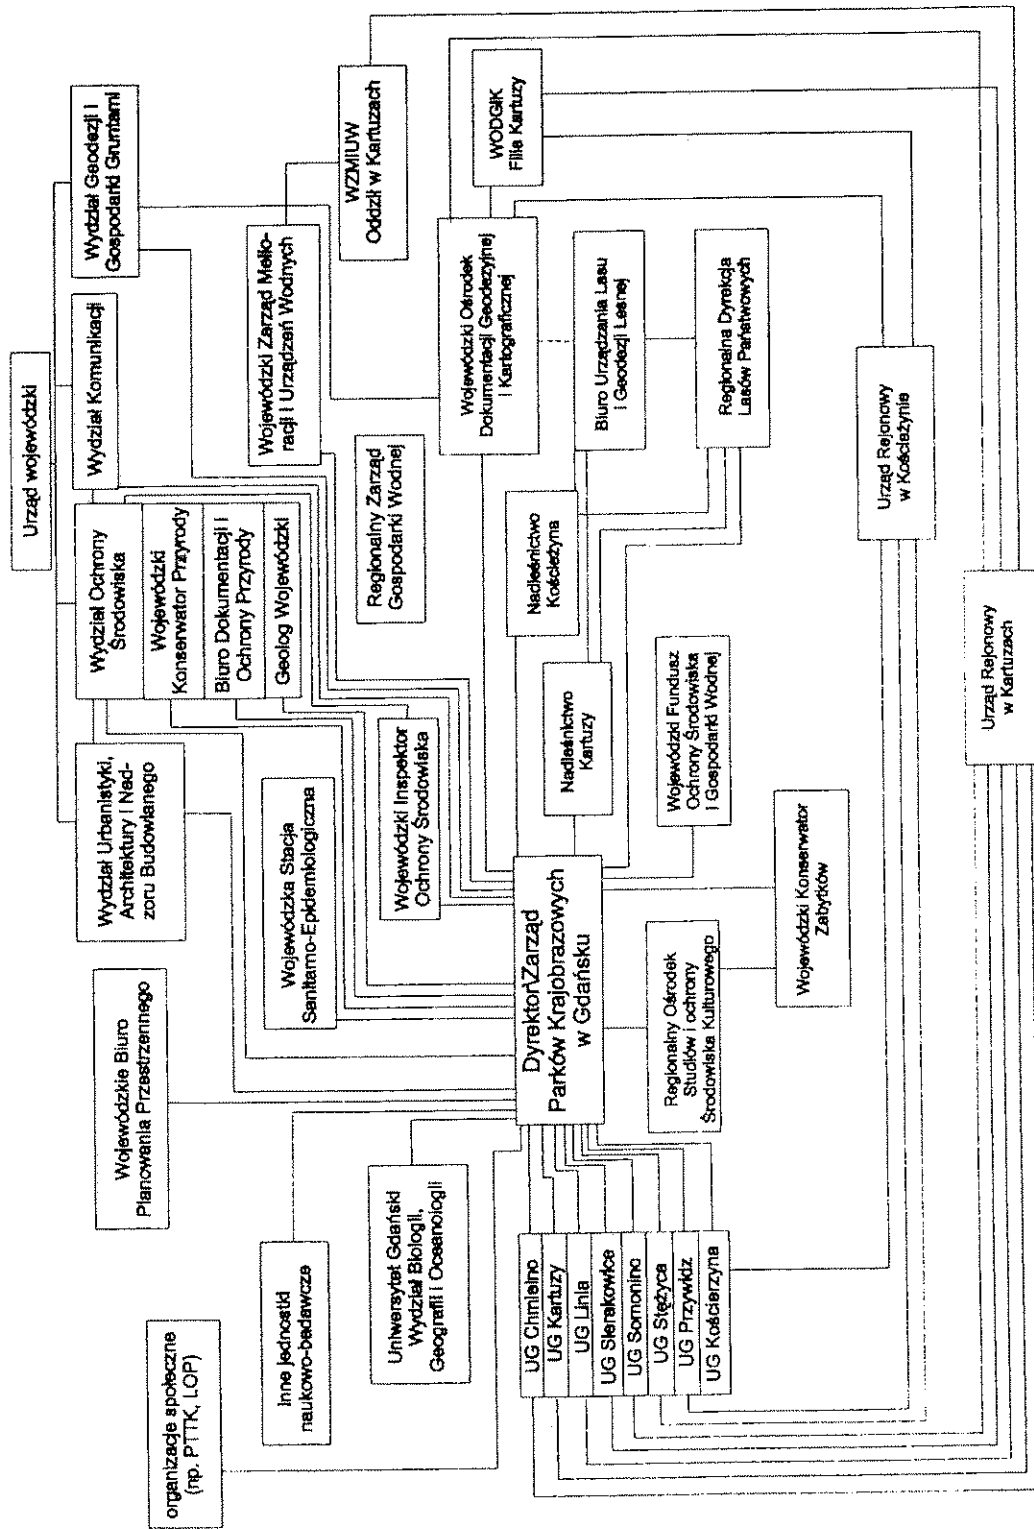 Urząd wojewódzki
Wydział Geodezji i
Gospodarki Gruntami
Wydział Komunikacji
Wydział Ochrony
Środowiska
Wojewódzki
Konserwator Przyrody
Biuro Dokumentacji i
Ochrony Przyrody
Geolog Wojewódzki
Wydział Urbanistyki,
Architektury i Nad-
zoru Budowlanego
Wojewódzkie Biuro
Planowania Przestrzennego
organizacje społeczne
(np. PTTK, LOP)
Inne jednostki
naukowo-badawcze
Uniwersytet Gdański
Wydział Biologii,
Geografii i Oceanologii
Wojewódzka Stacja
Sanitarno-Epidemiologiczna
Wojewódzki Inspektor
Ochrony Środowiska
Regionalny Zarząd
Gospodarki Wodnej
Wojewódzki Zarząd Melio-
racji i Urządzeń Wodnych
WZMIUW
Oddził w Kartuzach
Wojewódzki Ośrodek
Dokumentacji Geodezyjnej
i Kartograficznej
WODGIK
Filie Kartuzy
Biuro Urządzania Lasu
i Geodezji Lesnej
Regionalna Dyrekcja
Lasów Państwowych
Nadleśnictwo
Kościeżyna
Nadleśnictwo
Kartuzy
Dyrektor\Zarząd
Parków Krajobrazowych
w Gdańsku
Wojewódzki Fundusz
Ochrony Środowiska
i Gospodarki Wodnej
Regionalny Ośrodek
Studiów i ochrony
Środowiska Kulturowego
Wojewódzki Konserwator
Zabytków
UG Chmielno
UG Kartuzy
UG Linia
UG Sierakowice
UG Somonino
UG Stężyca
UG Przywidz
UG Kościerzyna
Urząd Rejonowy
w Kościeżynie
Urząd Rejonowy
w Kartuzach